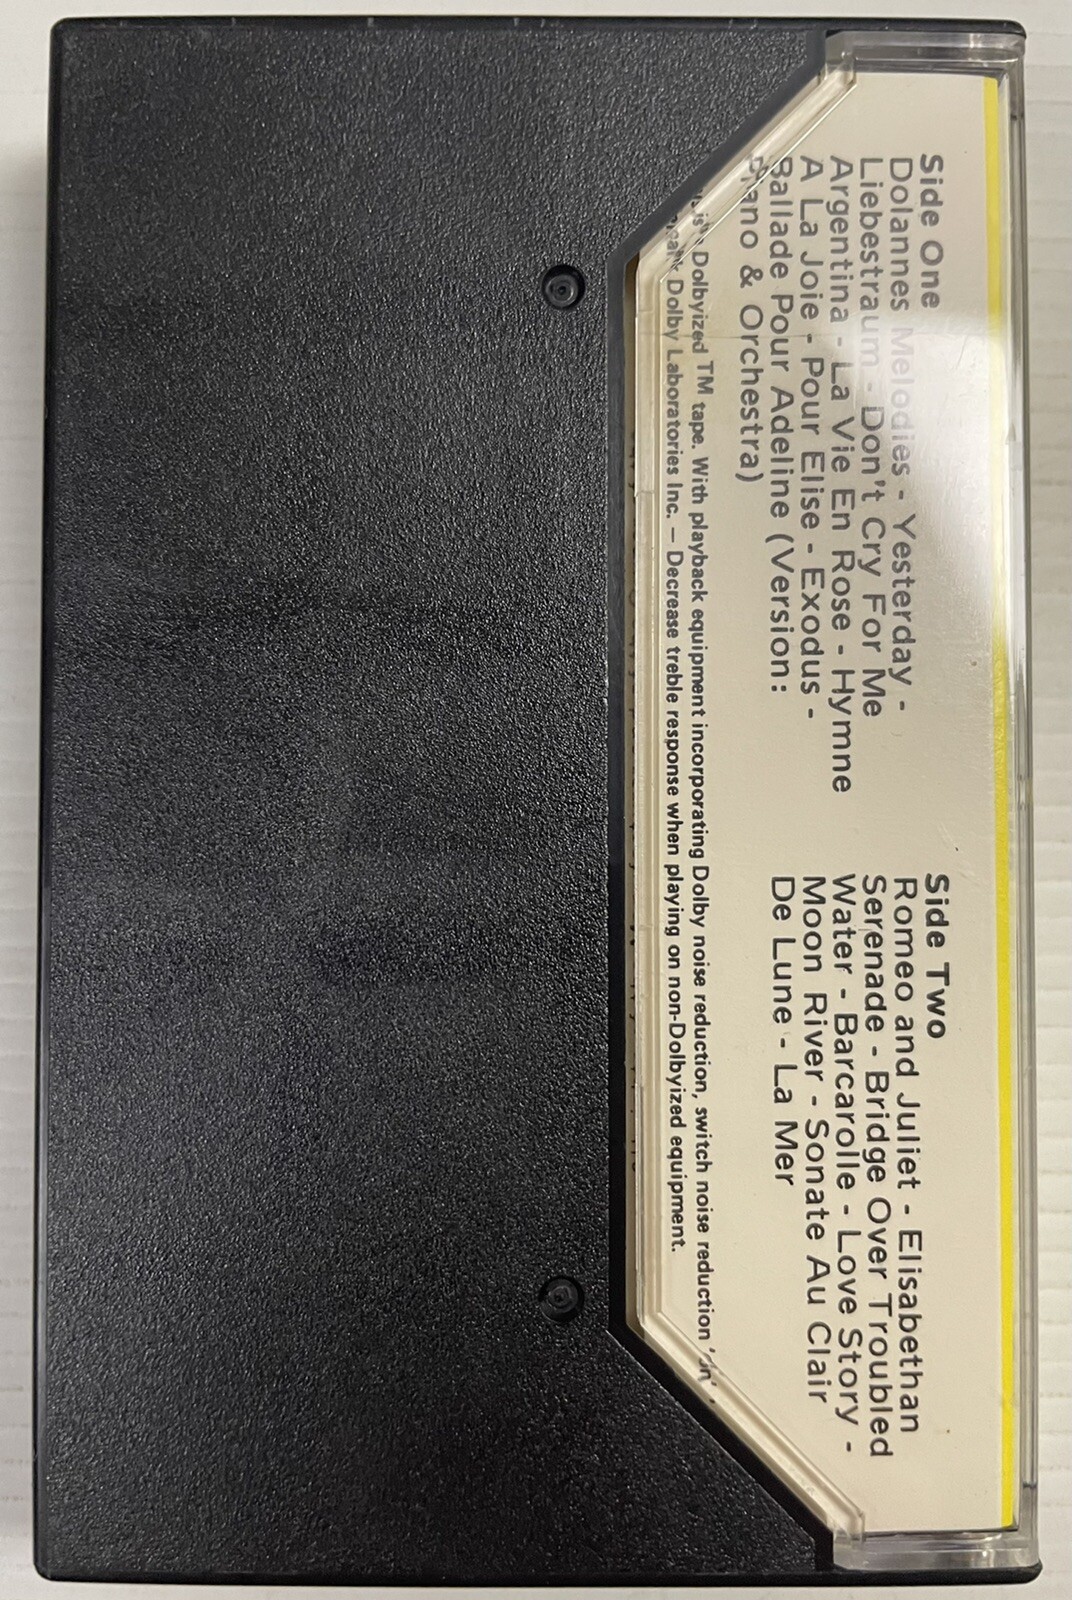 Side One
Dolannes Melodies - Yesterday -
Liebestraum - Don't Cry For Me
Argentina - La Vie En Rose - Hymne
A La Joie - Pour Elise - Exodus -
Ballade Pour Adeline (Version:
Piano & Orchestra)
Side Two
Romeo and Juliet - Elisabethan
Serenade - Bridge Over Troubled
Water - Barcarolle - Love Story -
Moon River - Sonate Au Clair
De Lune - La Mer
Dolbyized TM tape. With playback equipment incorporating Dolby noise reduction, switch noise reduction 'on'.
Dolby Laboratories Inc. — Decrease treble response when playing on non-Dolbyized equipment.